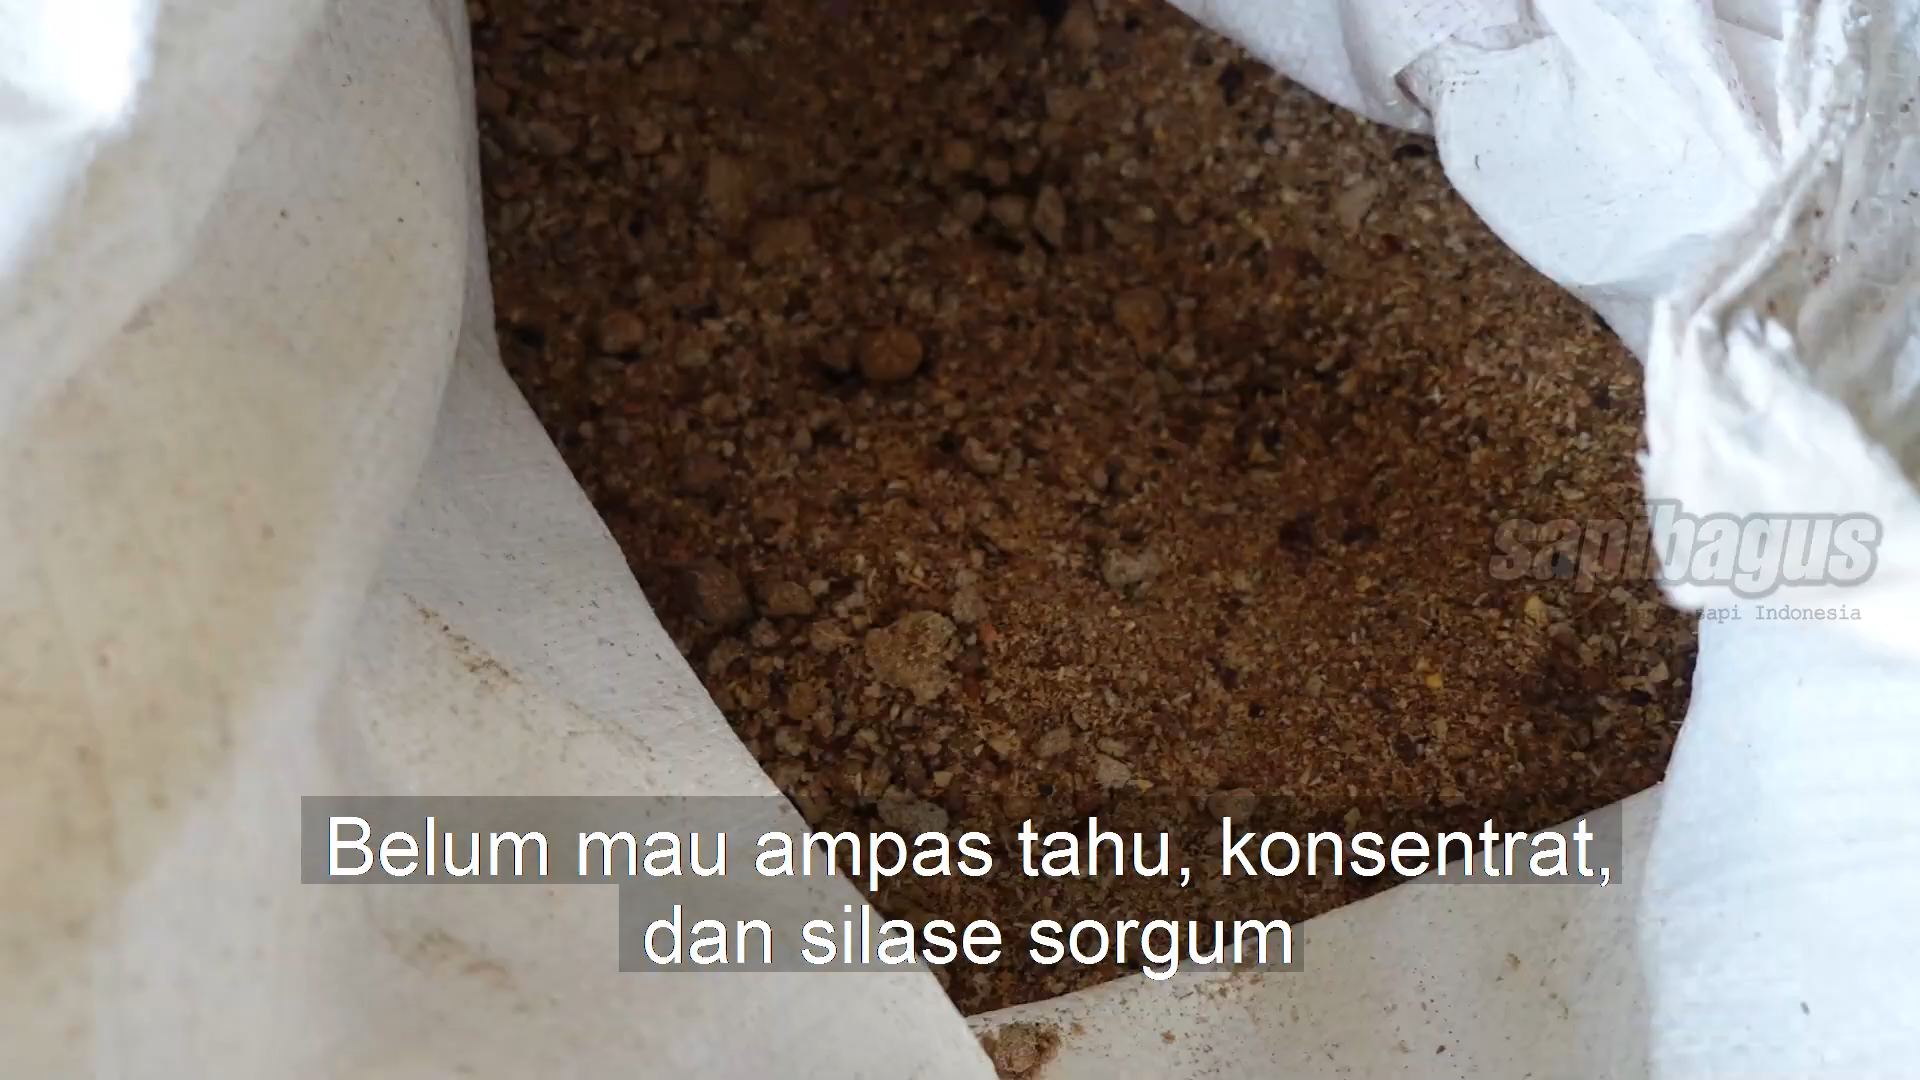 sapibagus
sapi Indonesia
Belum mau ampas tahu, konsentrat,
dan silase sorgum